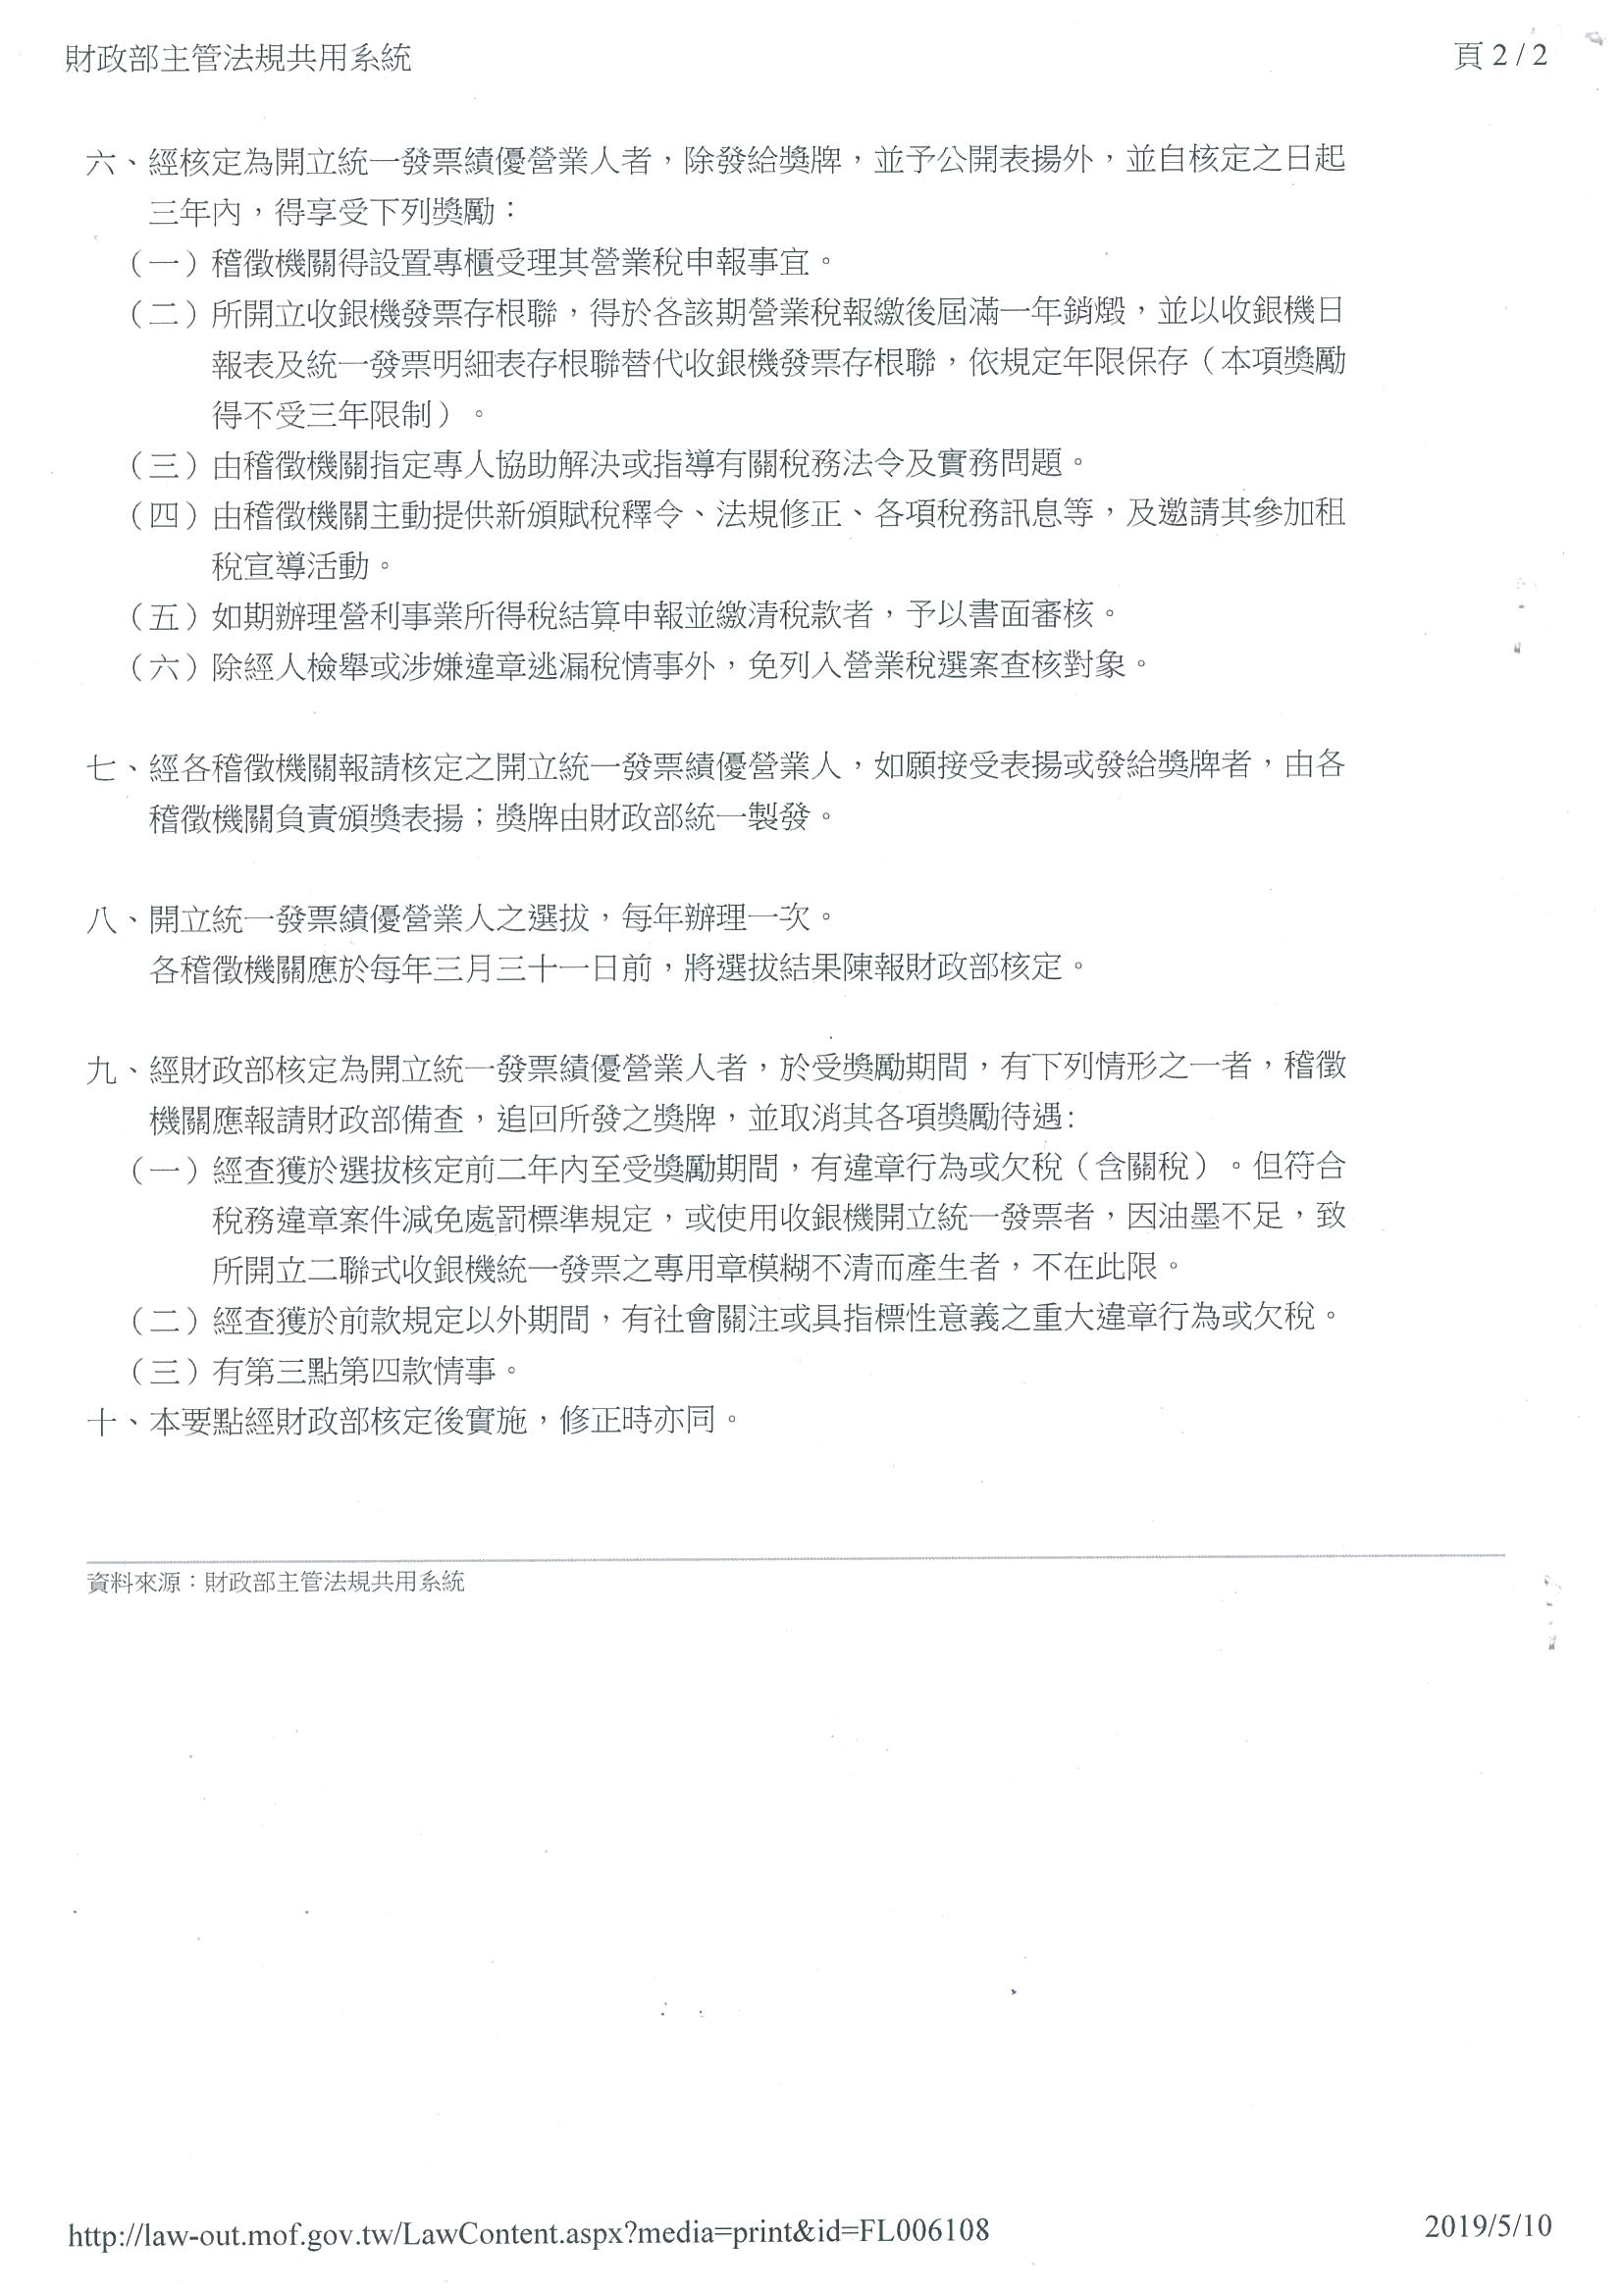 財政部主管法規共用系統
頁 2 / 2
六、經核定為開立統一發票績優營業人者，除發給獎牌，並予公開表揚外，並自核定之日起
三年內，得享受下列獎勵：
（一）稽徵機關得設置專櫃受理其營業稅申報事宜。
（二）所開立收銀機發票存根聯，得於各該期營業稅報繳後屆滿一年銷燬，並以收銀機日
報表及統一發票明細表存根聯替代收銀機發票存根聯，依規定年限保存（本項獎勵
得不受三年限制）。
（三）由稽徵機關指定專人協助解決或指導有關稅務法令及實務問題。
（四）由稽徵機關主動提供新頒賦稅釋令、法規修正、各項稅務訊息等，及邀請其參加租
稅宣導活動。
（五）如期辦理營利事業所得稅結算申報並繳清稅款者，予以書面審核。
（六）除經人檢舉或涉嫌違章逃漏稅情事外，免列入營業稅選案查核對象。
七、經各稽徵機關報請核定之開立統一發票績優營業人，如願接受表揚或發給獎牌者，由各
稽徵機關負責頒獎表揚；獎牌由財政部統一製發。
八、開立統一發票績優營業人之選拔，每年辦理一次。
各稽徵機關應於每年三月三十一日前，將選拔結果陳報財政部核定。
九、經財政部核定為開立統一發票績優營業人者，於受獎勵期間，有下列情形之一者，稽徵
機關應報請財政部備查，追回所發之獎牌，並取消其各項獎勵待遇:
（一）經查獲於選拔核定前二年內至受獎勵期間，有違章行為或欠稅（含關稅）。但符合
稅務違章案件減免處罰標準規定，或使用收銀機開立統一發票者，因油墨不足，致
所開立二聯式收銀機統一發票之專用章模糊不清而產生者，不在此限。
（二）經查獲於前款規定以外期間，有社會關注或具指標性意義之重大違章行為或欠稅。
（三）有第三點第四款情事。
十、本要點經財政部核定後實施，修正時亦同。
資料來源：財政部主管法規共用系統
http://law-out.mof.gov.tw/LawContent.aspx?media=print&id=FL006108
2019/5/10